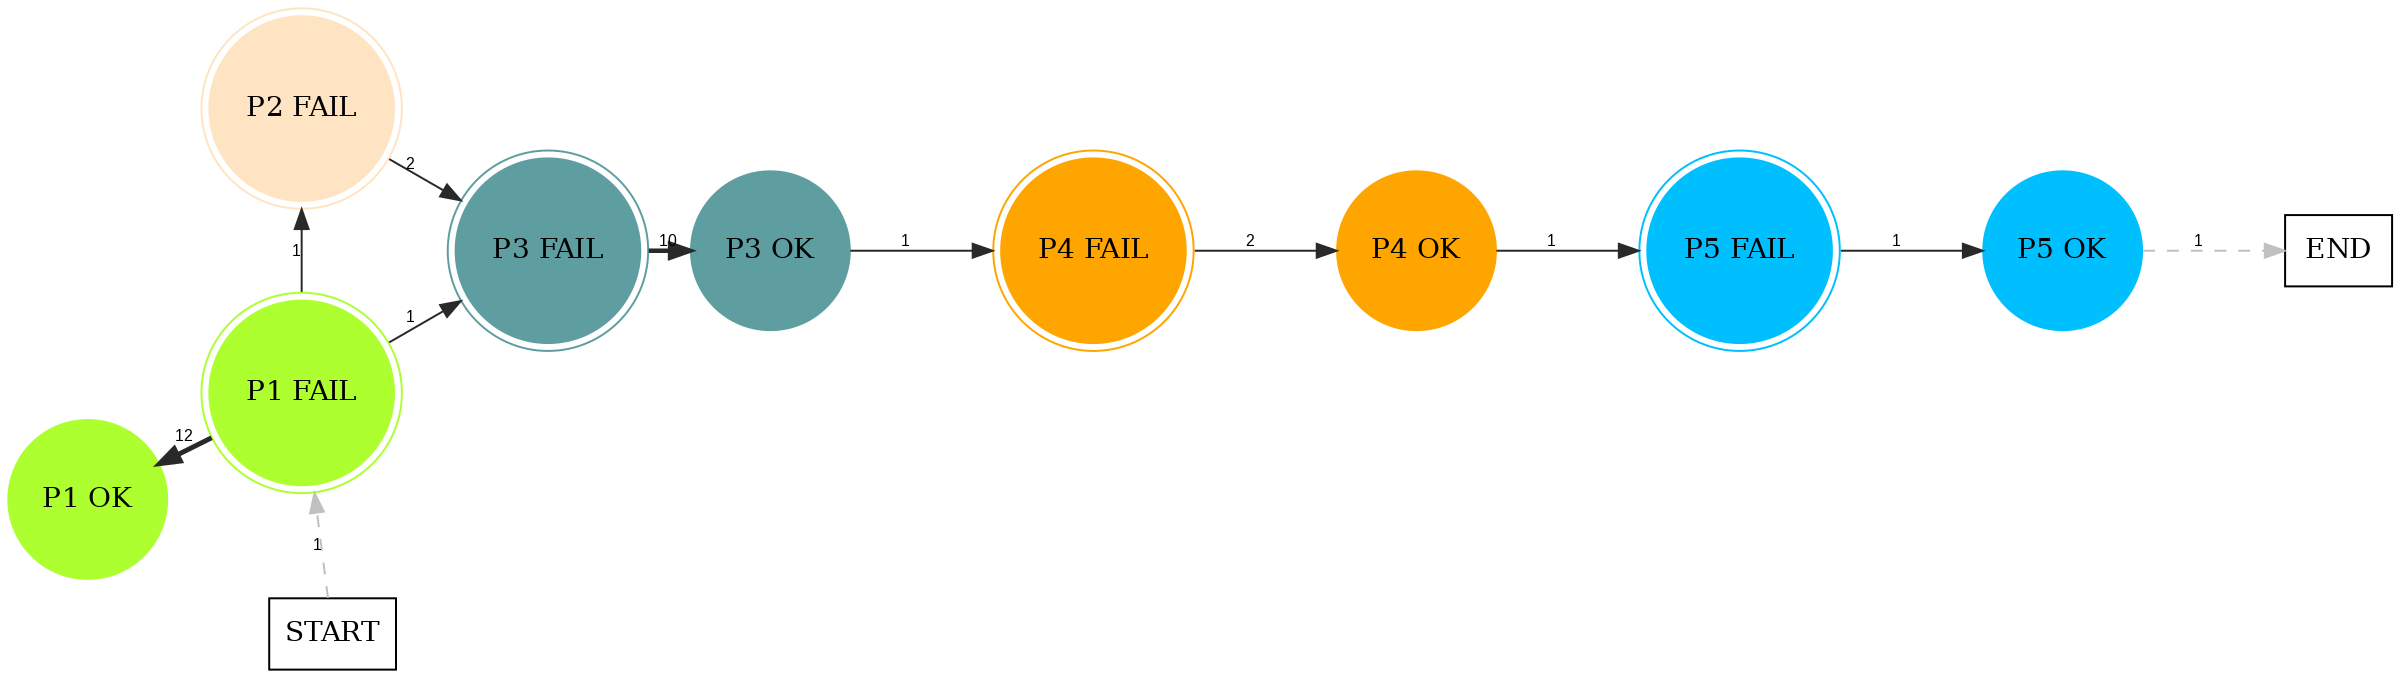 P2 FAIL
2
1
P3 FAIL
10
P3 OK
1
P4 FAIL
2
P4 OK
1
P5 FAIL
1
P5 OK
1
END
1
P1 FAIL
12
P1 OK
1
START